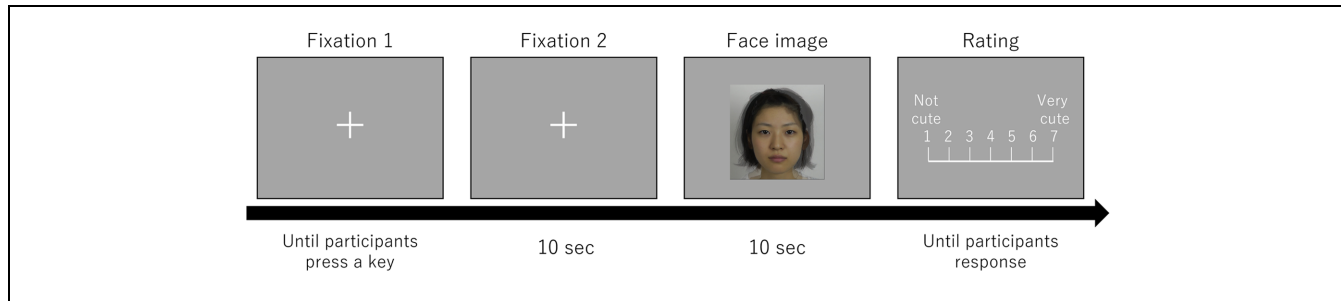 Fixation 1
Fixation 2
Face image
Rating
Not
cute
Very
cute
1 2 3 4 5 6 7
Until participants
press a key
10 sec
10 sec
Until participants
response